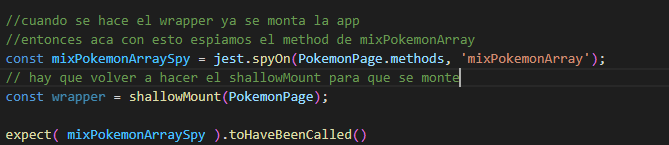 //cuando se hace el wrapper ya se monta la app
//entonces aca con esto espiamos el method de mixPokemonArray
const mixPokemonArraySpy = jest.spyOn(PokemonPage.methods, 'mixPokemonArray');
// hay que volver a hacer el shallowMount para que se monte
const wrapper = shallowMount(PokemonPage);
expect( mixPokemonArraySpy ).toHaveBeenCalled()